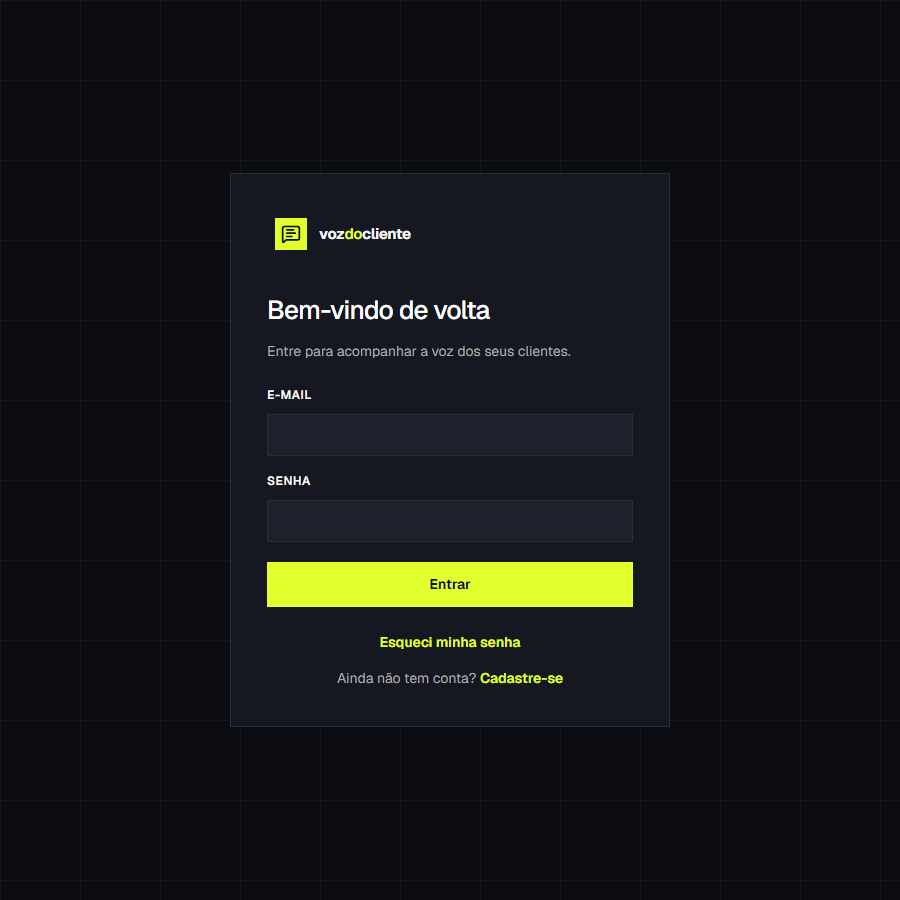 vozdocliente
Bem-vindo de volta
Entre para acompanhar a voz dos seus clientes.
E-MAIL
SENHA
Entrar
Esqueci minha senha
Ainda não tem conta? Cadastre-se